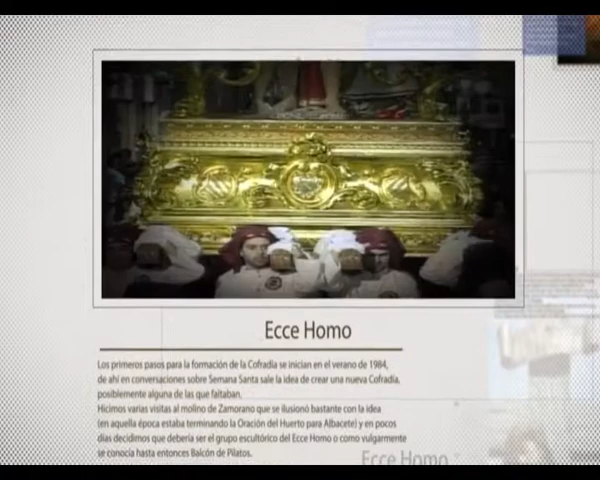 Ecce Homo
Los primeros pasos para la formación de la Cofradía se inician en el verano de 1984,
de ahí en conversaciones sobre Semana Santa sale la idea de crear una nueva Cofradía,
posiblemente alguna de las que faltaban.
Hicimos varias visitas al molino de Zamorano que se ilusionó bastante con la idea
(en aquella época estaba terminando la Oración del Huerto para Albacete) y en pocos
días decidimos que debería ser el grupo escultórico del Ecce Homo o como vulgarmente
se conocía hasta entonces Balcón de Pilatos.
Ecce Homo